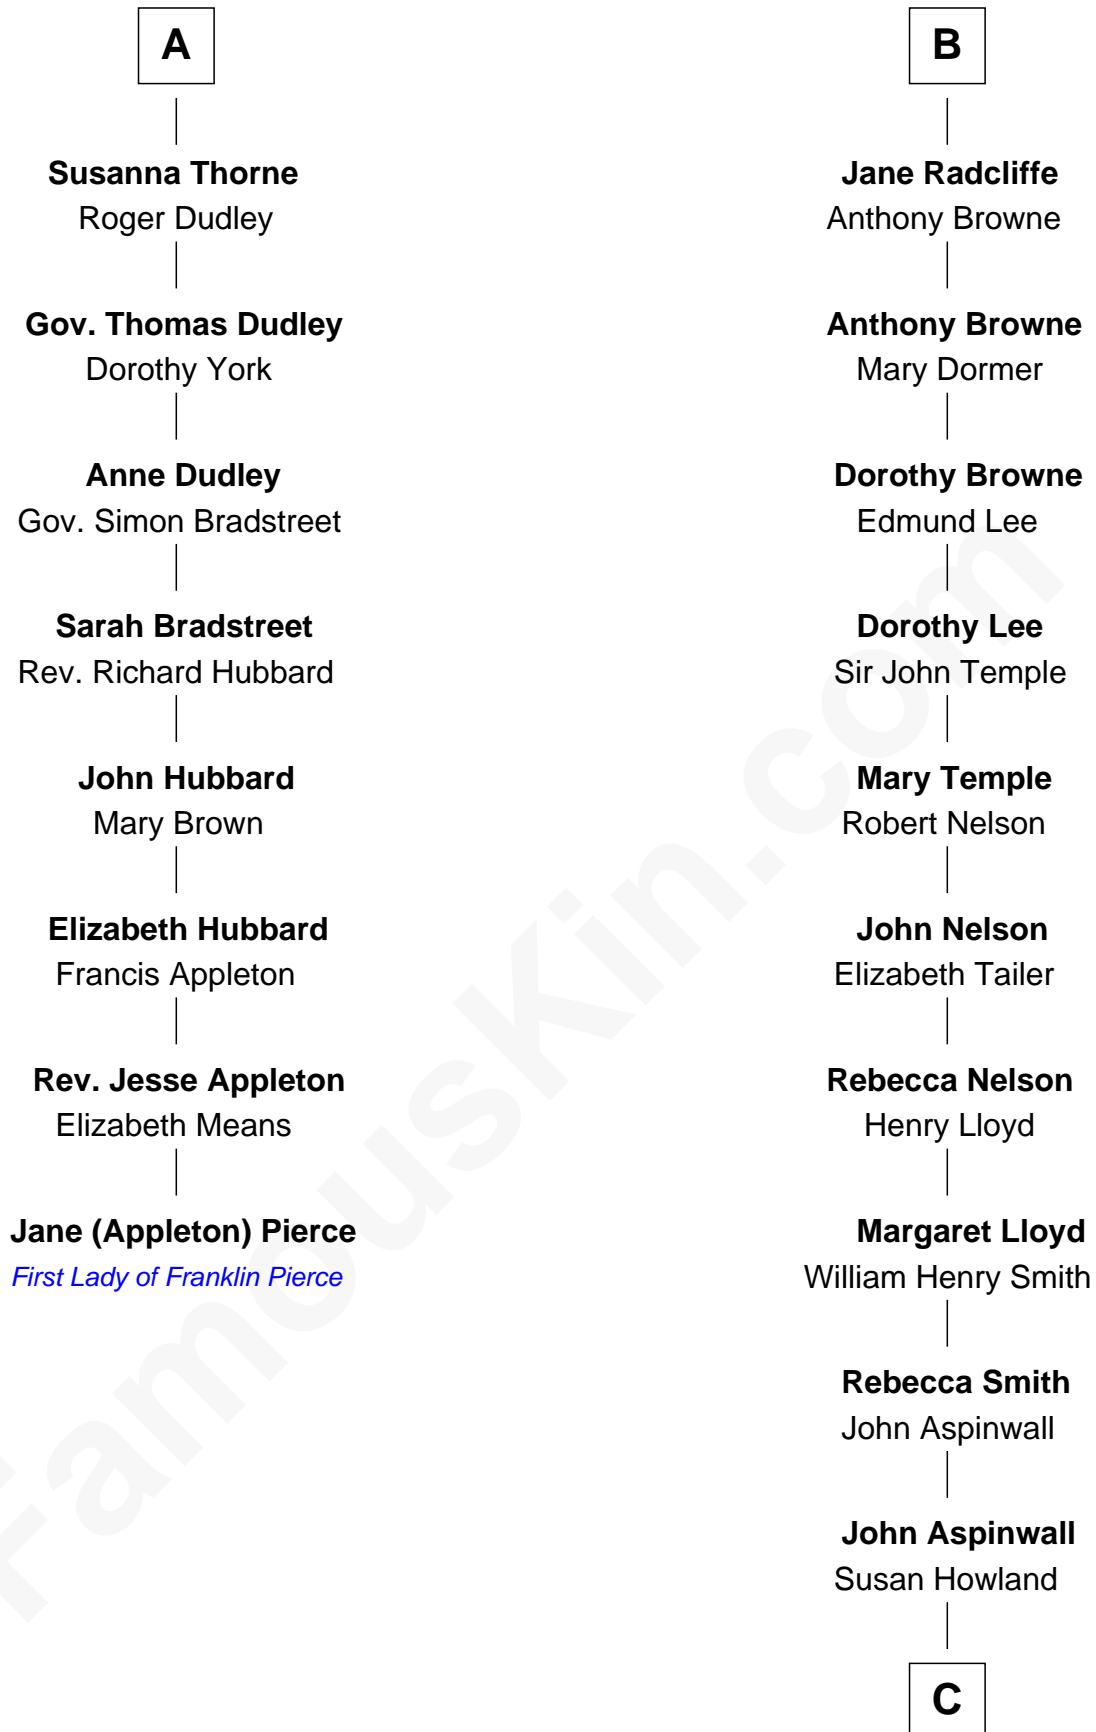 A
Susanna Thorne
Roger Dudley
Gov. Thomas Dudley
Dorothy York
Anne Dudley
Gov. Simon Bradstreet
Sarah Bradstreet
Rev. Richard Hubbard
John Hubbard
Mary Brown
Elizabeth Hubbard
Francis Appleton
Rev. Jesse Appleton
Elizabeth Means
Jane (Appleton) Pierce
First Lady of Franklin Pierce
B
Jane Radcliffe
Anthony Browne
Anthony Browne
Mary Dormer
Dorothy Browne
Edmund Lee
Dorothy Lee
Sir John Temple
Mary Temple
Robert Nelson
John Nelson
Elizabeth Tailer
Rebecca Nelson
Henry Lloyd
Margaret Lloyd
William Henry Smith
Rebecca Smith
John Aspinwall
John Aspinwall
Susan Howland
C
FamousKin.com